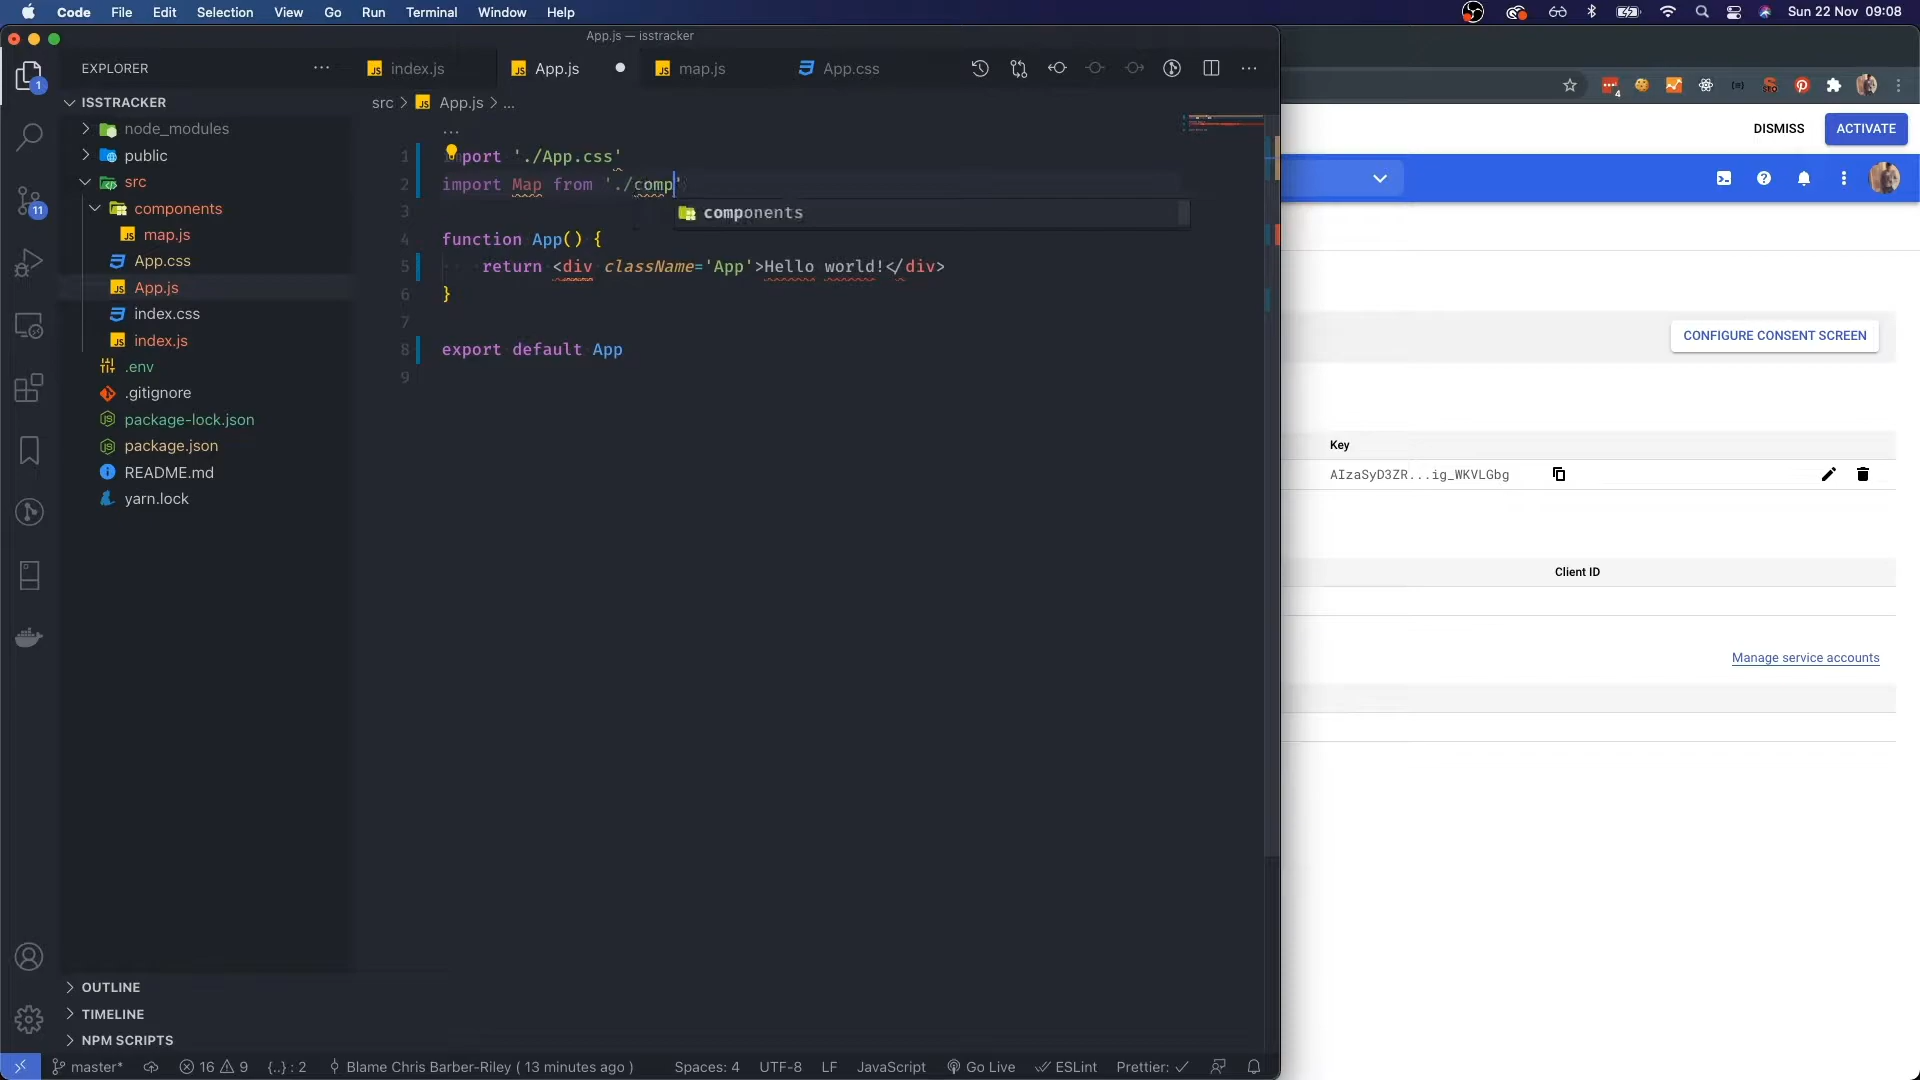 Code File Edit Selection View Go Run Terminal Window Help
Sun 22 Nov 09:08
App.js — isstracker
EXPLORER
index.js
App.js
map.js
App.css
1
ISSTRACKER
src > App.js > ...
node_modules
public
src
components
map.js
App.css
App.js
index.css
index.js
.env
.gitignore
package-lock.json
package.json
README.md
yarn.lock
11
...
1 port './App.css'
2 import Map from './comp'
components
3
4 function App() {
5 return <div className='App'>Hello world!</div>
6 }
7
8 export default App
9
OUTLINE
TIMELINE
NPM SCRIPTS
master* 16 9 {..} : 2 Blame Chris Barber-Riley ( 13 minutes ago ) Spaces: 4 UTF-8 LF JavaScript Go Live ESLint Prettier: ✓
4
DISMISS
ACTIVATE
CONFIGURE CONSENT SCREEN
Key
AIzaSyD3ZR...ig_WKVLGbg
Client ID
Manage service accounts